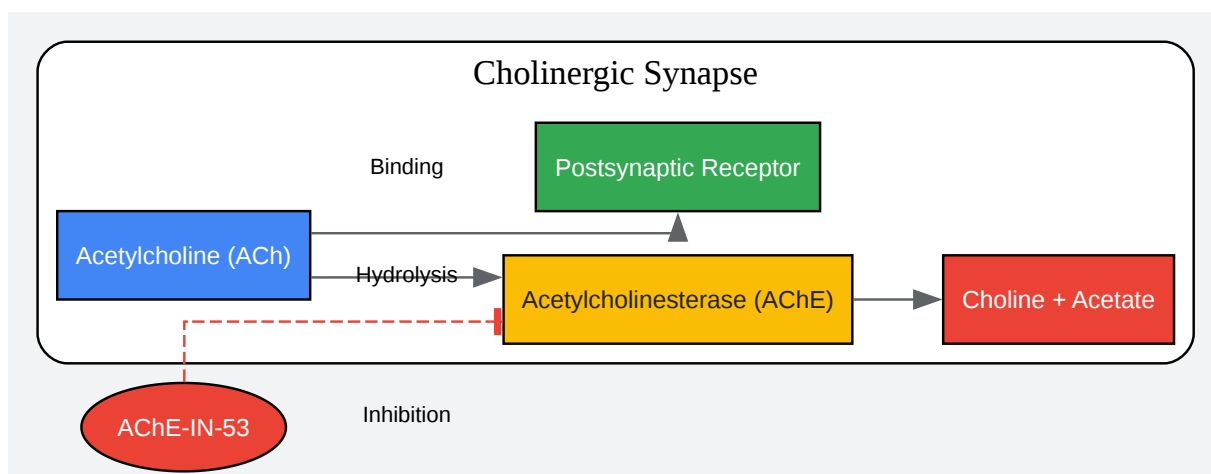 Cholinergic Synapse
Binding
Postsynaptic Receptor
Acetylcholine (ACh)
Hydrolysis
Acetylcholinesterase (AChE)
Choline + Acetate
AChE-IN-53
Inhibition